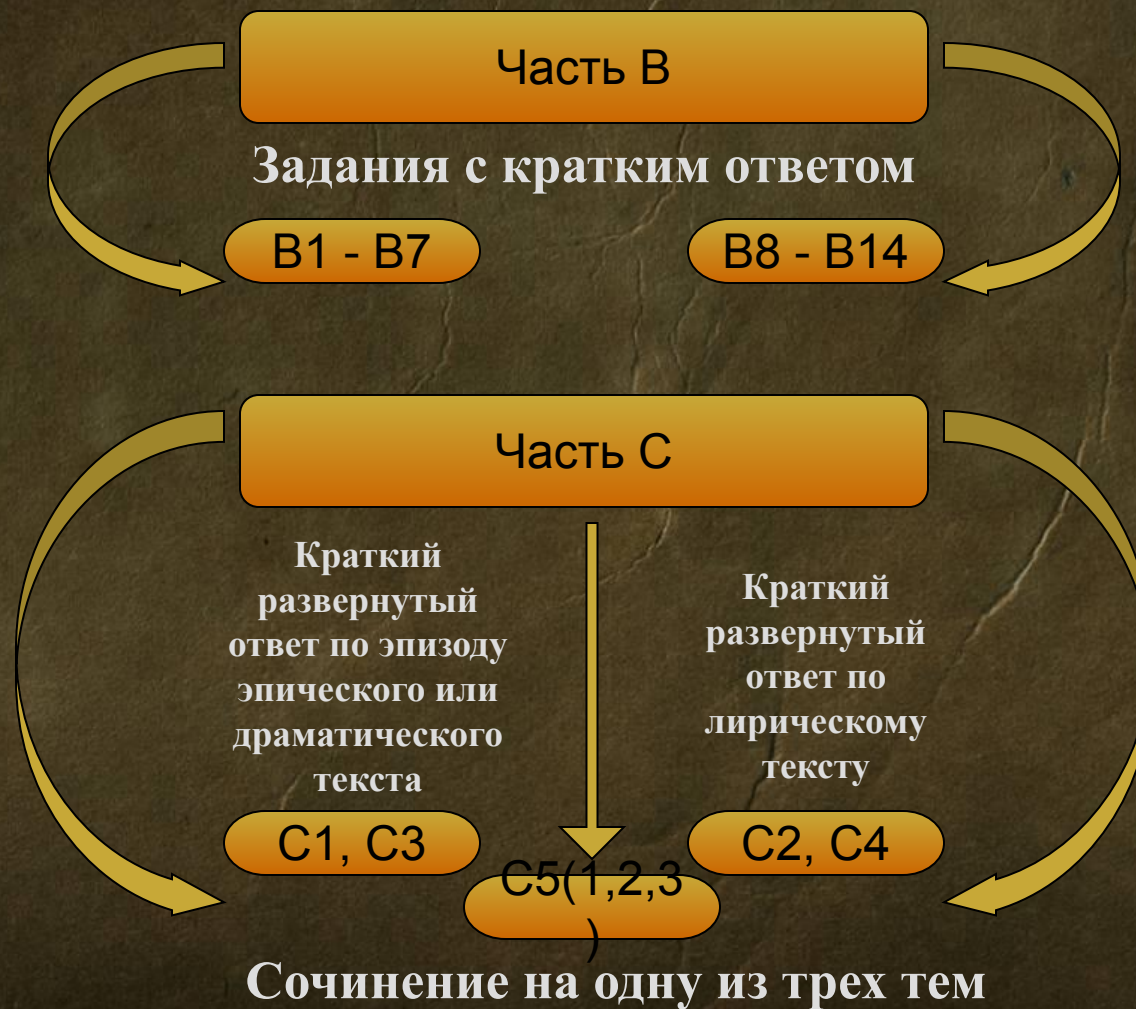 Часть В
Задания с кратким ответом
В1 - В7
В8 - В14
Часть С
Краткий
развернутый
ответ по эпизоду
эпического или
драматического
текста
С1, С3
Краткий
развернутый
ответ по
лирическому
тексту
С2, С4
С5(1,2,3
)
Сочинение на одну из трех тем